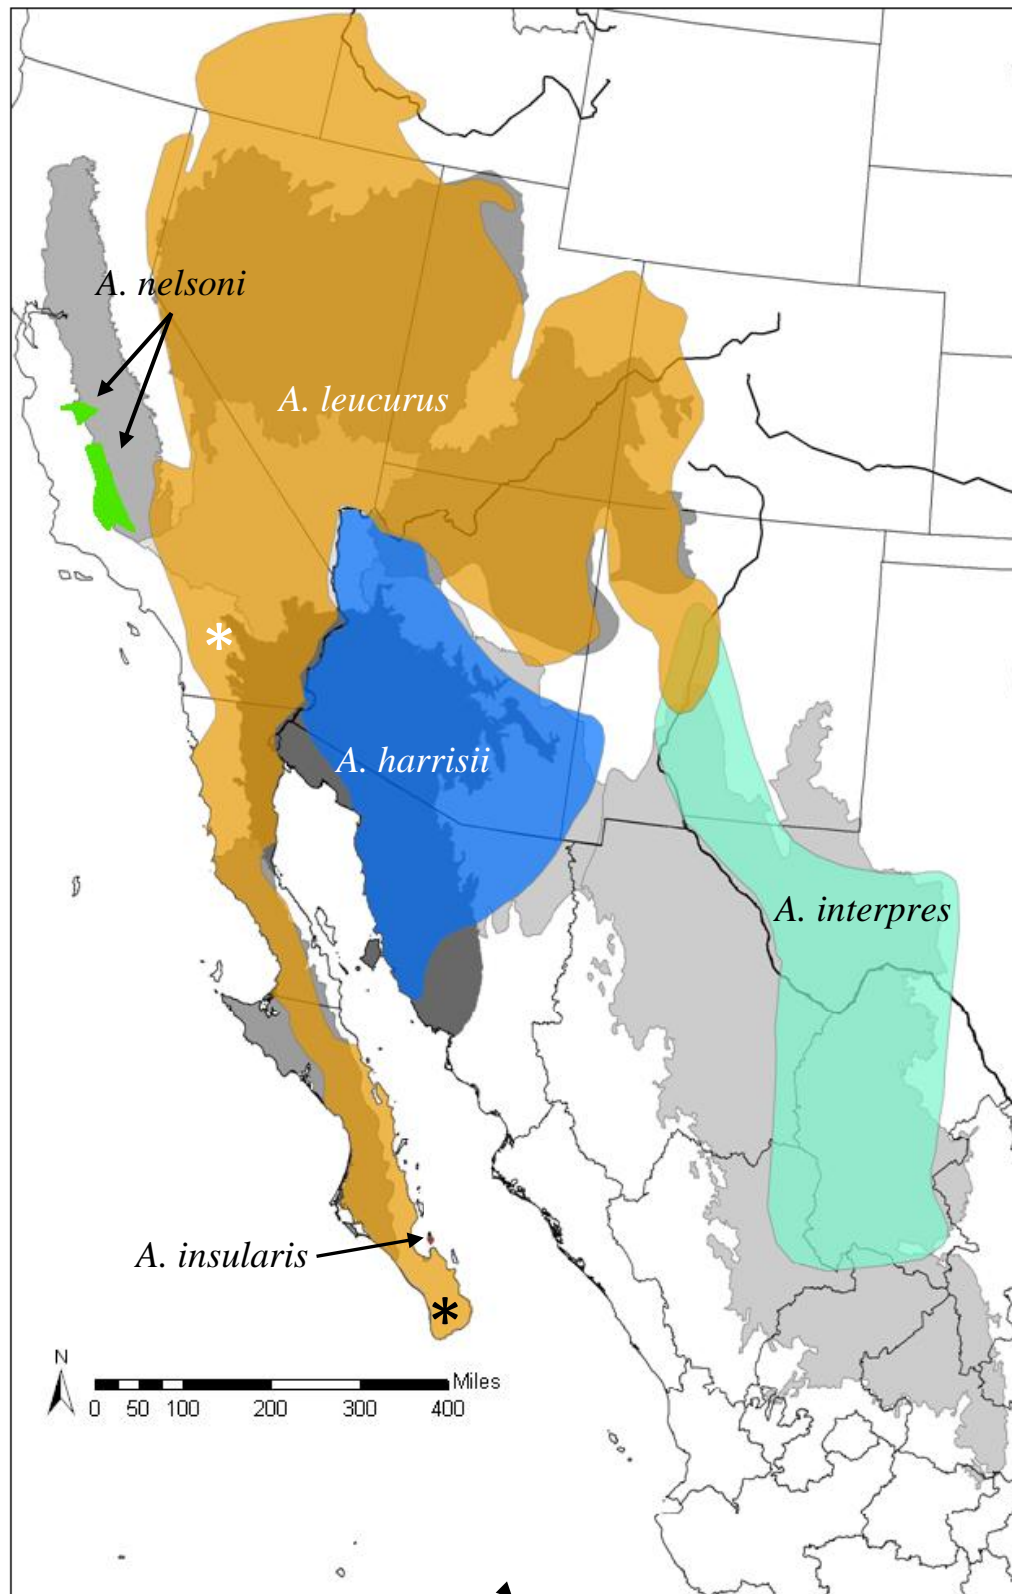 A. nelsoni
A. leucurus
*
A. harrisii
A. interpres
A. insularis
*
N
Miles
0 50 100 200 300 400